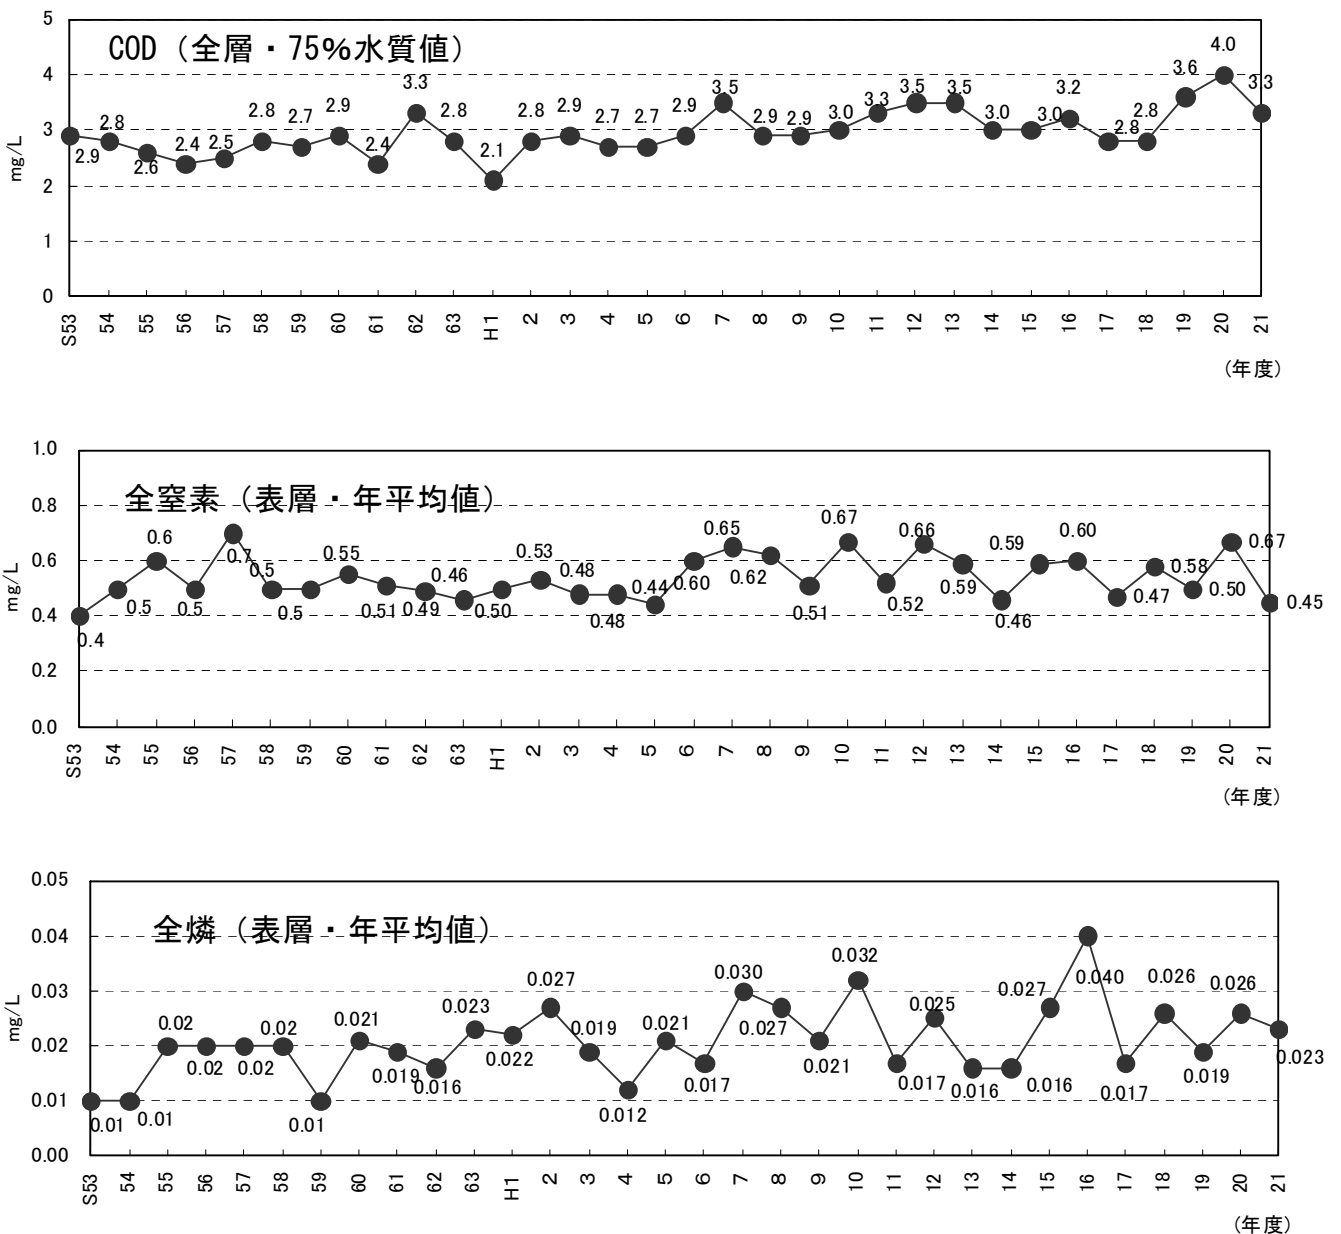 COD（全層・75%水質値）
mg/L
5
4
3
2
1
0
2.9 2.8 2.6 2.4 2.5 2.8 2.7 2.9 2.4 3.3 2.8 2.1 2.8 2.9 2.7 2.7 2.9 3.5 2.9 2.9 3.0 3.3 3.5 3.5 3.0 3.0 3.2 2.8 2.8 3.6 4.0 3.3
S53 54 55 56 57 58 59 60 61 62 63 H1 2 3 4 5 6 7 8 9 10 11 12 13 14 15 16 17 18 19 20 21
(年度)
全窒素（表層・年平均値）
mg/L
1.0
0.8
0.6
0.4
0.2
0.0
0.4 0.5 0.6 0.5 0.7 0.5 0.5 0.55 0.51 0.49 0.46 0.50 0.53 0.48 0.48 0.44 0.60 0.65 0.62 0.51 0.67 0.52 0.66 0.59 0.46 0.59 0.60 0.47 0.58 0.50 0.67 0.45
S53 54 55 56 57 58 59 60 61 62 63 H1 2 3 4 5 6 7 8 9 10 11 12 13 14 15 16 17 18 19 20 21
(年度)
全燐（表層・年平均値）
mg/L
0.05
0.04
0.03
0.02
0.01
0.00
0.01 0.01 0.02 0.02 0.02 0.02 0.01 0.021 0.019 0.016 0.023 0.022 0.027 0.019 0.012 0.021 0.017 0.030 0.027 0.021 0.032 0.017 0.025 0.016 0.016 0.027 0.040 0.017 0.026 0.019 0.026 0.023
S53 54 55 56 57 58 59 60 61 62 63 H1 2 3 4 5 6 7 8 9 10 11 12 13 14 15 16 17 18 19 20 21
(年度)